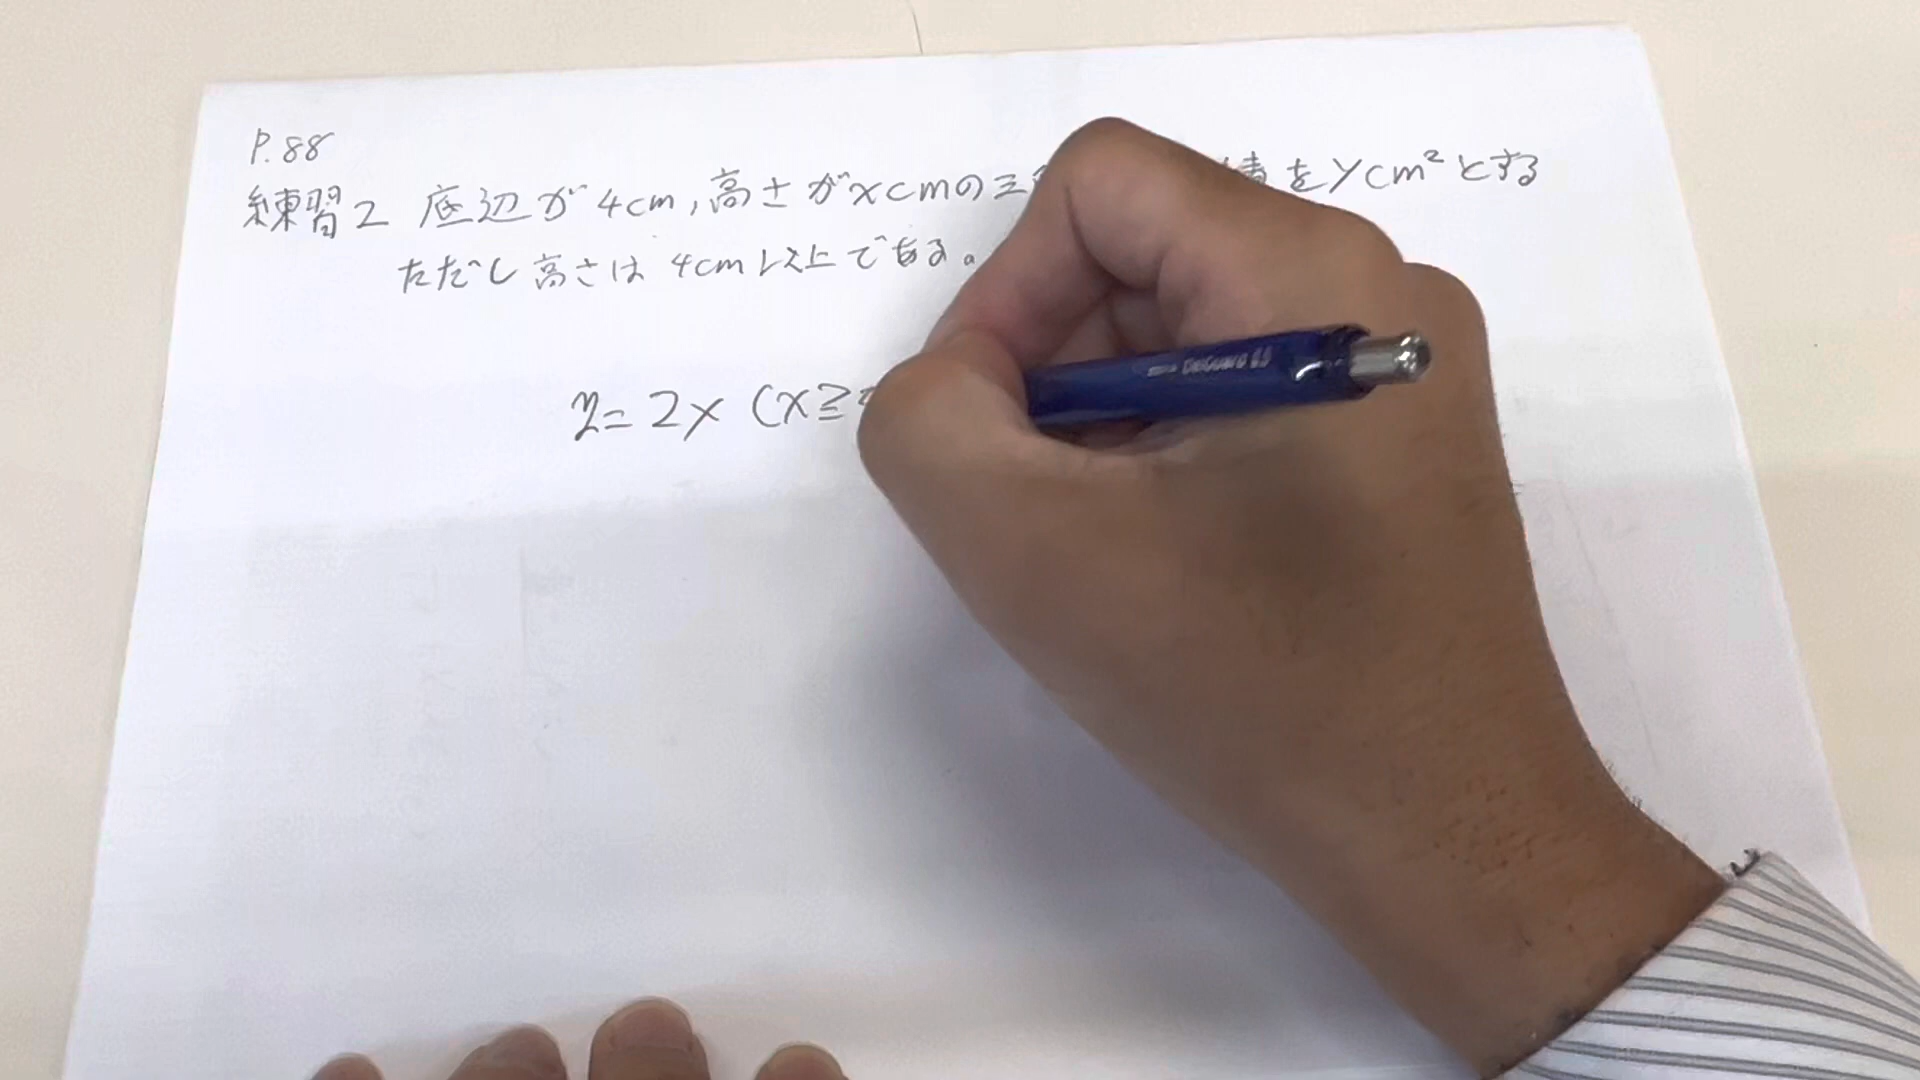 P.88
練習2 底辺が4cm,高さがxcmの三 をycm²とする
ただし高さは 4cm以上である。
y=2x (x≧